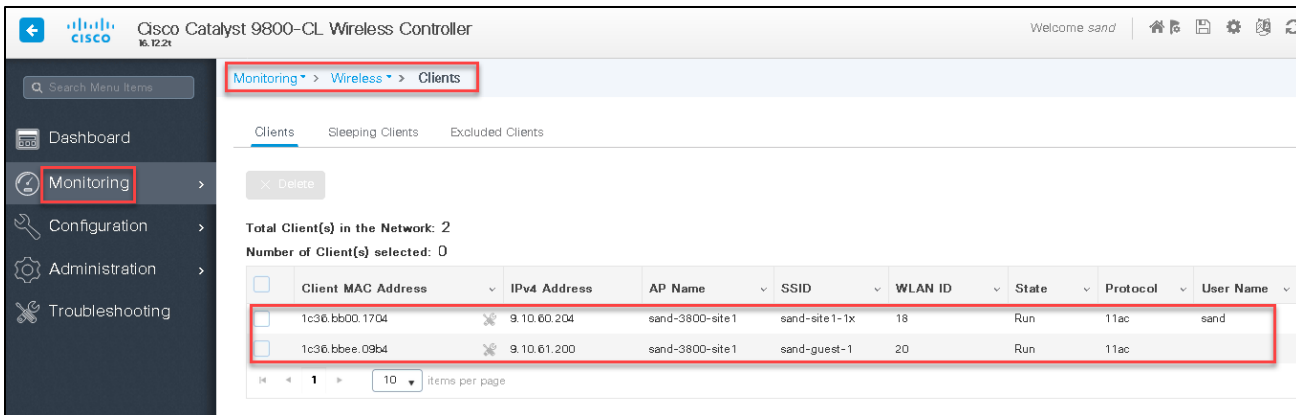 CISCO
Cisco Catalyst 9800-CL Wireless Controller
16.12.2t
Welcome sand
Search Menu Items
Dashboard
Monitoring
Configuration
Administration
Troubleshooting
Monitoring > Wireless > Clients
Clients Sleeping Clients Excluded Clients
× Delete
Total Client(s) in the Network: 2
Number of Client(s) selected: 0
Client MAC Address IPv4 Address AP Name SSID WLAN ID State Protocol User Name
1c36.bb00.1704 9.10.60.204 sand-3800-site1 sand-site1-1x 18 Run 11ac sand
1c36.bbee.09b4 9.10.61.200 sand-3800-site1 sand-guest-1 20 Run 11ac
1 10 items per page